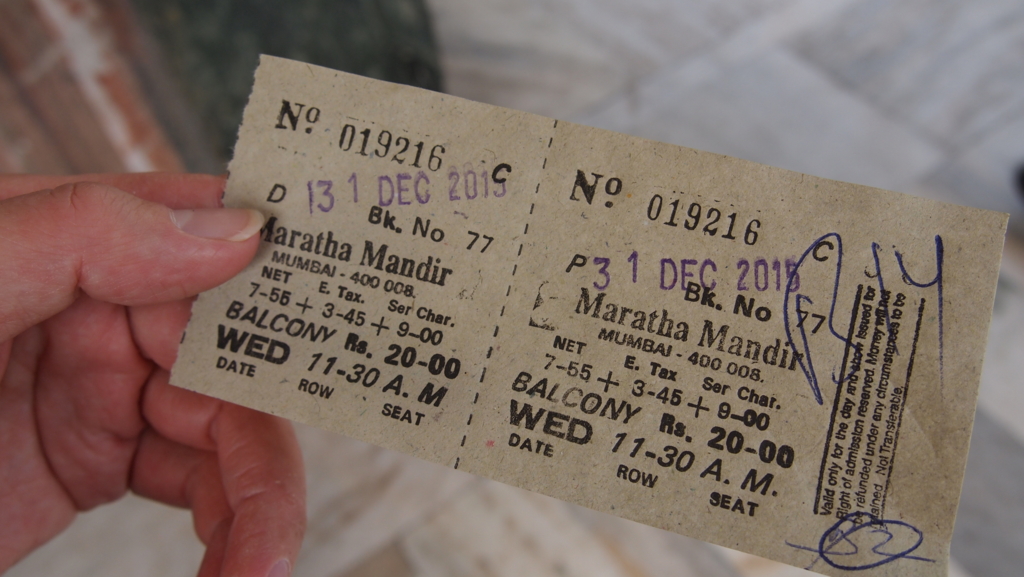 Nº 019216
D C
31 DEC 2015
Bk. No 77
Maratha Mandir
MUMBAI - 400 008.
NET E. Tax. Ser Char.
7-55 + 3-45 + 9-00
BALCONY Rs. 20-00
WED 11-30 A. M
DATE ROW SEAT
Nº 019216
P C
31 DEC 2015
Bk. No 77
Maratha Mandir
MUMBAI - 400 008.
NET E. Tax Ser Char.
7-55 + 3-45 + 9-00
BALCONY Rs. 20-00
WED 11-30 A. M.
DATE ROW SEAT
Valid only for the day and show issued for
Right of admission reserved. Money will
be refunded under any circumstances to be
Not Transferable.